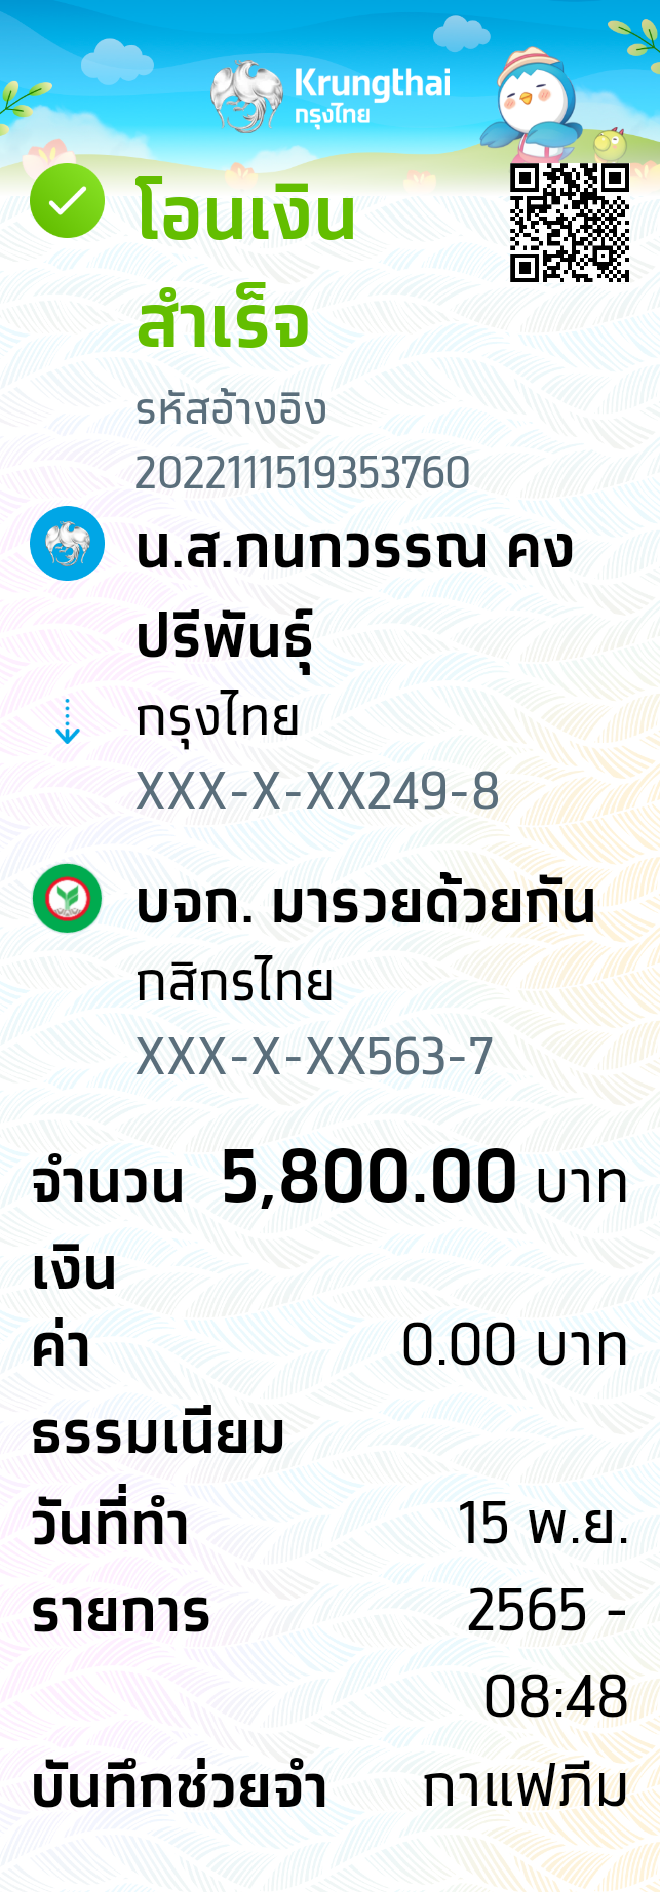 Krungthai
กรุงไทย
โอนเงิน
สำเร็จ
รหัสอ้างอิง
2022111519353760
น.ส.กนกวรรณ คง
ปรีพันธุ์
กรุงไทย
XXX-X-XX249-8
บจก. มารวยด้วยกัน
กสิกรไทย
XXX-X-XX563-7
จำนวน 5,800.00 บาท
เงิน
ค่า 0.00 บาท
ธรรมเนียม
วันที่ทำ 15 พ.ย.
รายการ 2565 -
08:48
บันทึกช่วยจำ กาแฟภีม